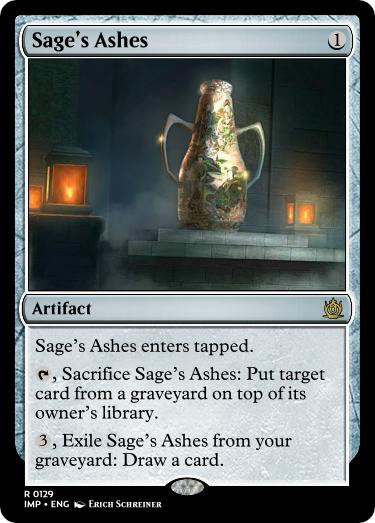 Sage's Ashes 1
Artifact
Sage's Ashes enters tapped.
, Sacrifice Sage's Ashes: Put target
card from a graveyard on top of its
owner's library.
3, Exile Sage's Ashes from your
graveyard: Draw a card.
R 0129
IMP • ENG Erich Schreiner